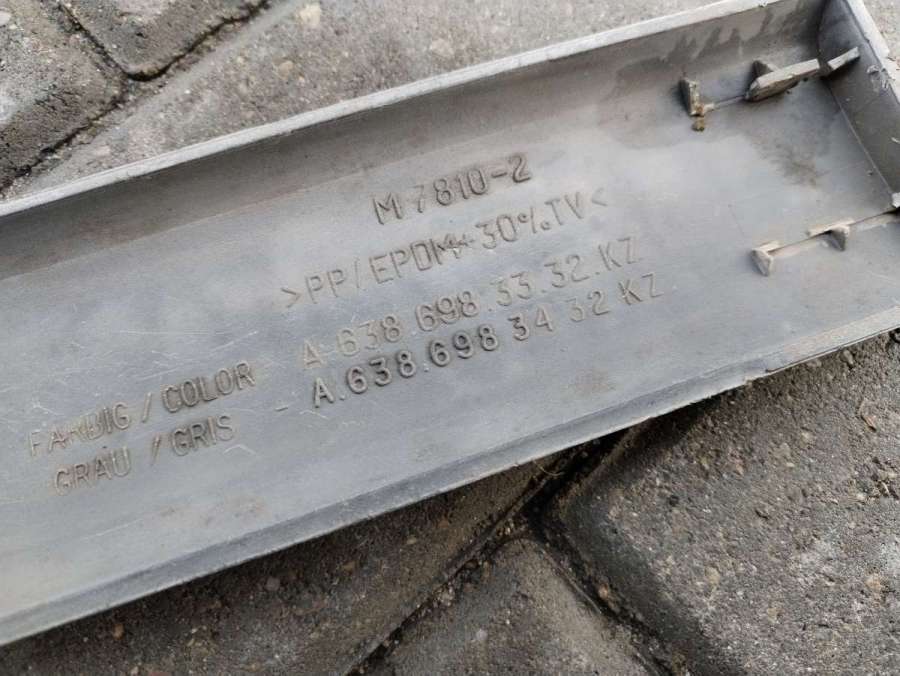 M 7810-2
>PP/EPDM+30%.TV<
FARBIG / COLOR A 638 698.33.32.KZ
GRAU / GRIS - A.638.698 34 32 KZ